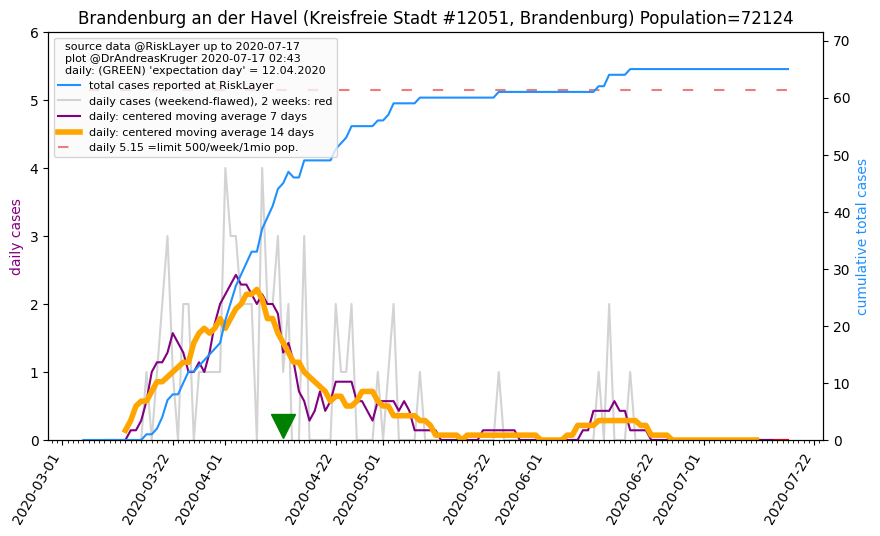 Brandenburg an der Havel (Kreisfreie Stadt #12051, Brandenburg) Population=72124
source data @RiskLayer up to 2020-07-17
plot @DrAndreasKruger 2020-07-17 02:43
daily: (GREEN) 'expectation day' = 12.04.2020
total cases reported at RiskLayer
daily cases (weekend-flawed), 2 weeks: red
daily: centered moving average 7 days
daily: centered moving average 14 days
daily 5.15 =limit 500/week/1mio pop.
daily cases
6
5
4
3
2
1
0
cumulative total cases
70
60
50
40
30
20
10
0
2020-03-01
2020-03-22
2020-04-01
2020-04-22
2020-05-01
2020-05-22
2020-06-01
2020-06-22
2020-07-01
2020-07-22